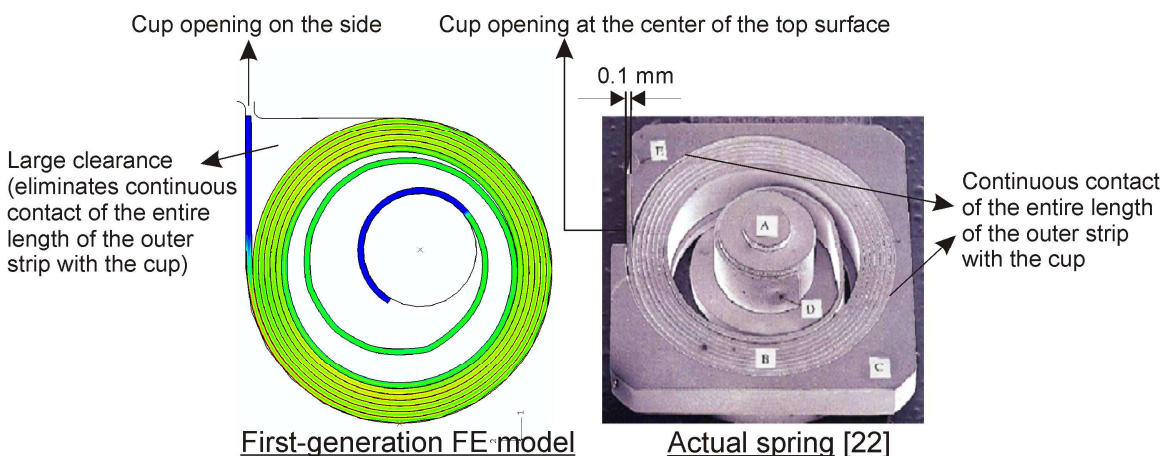 Cup opening on the side
Cup opening at the center of the top surface
0.1 mm
Large clearance
(eliminates continuous
contact of the entire
length of the outer
strip with the cup)
Continuous contact
of the entire length
of the outer strip
with the cup
A
D
B
C
2
1
First-generation FE model
Actual spring [22]